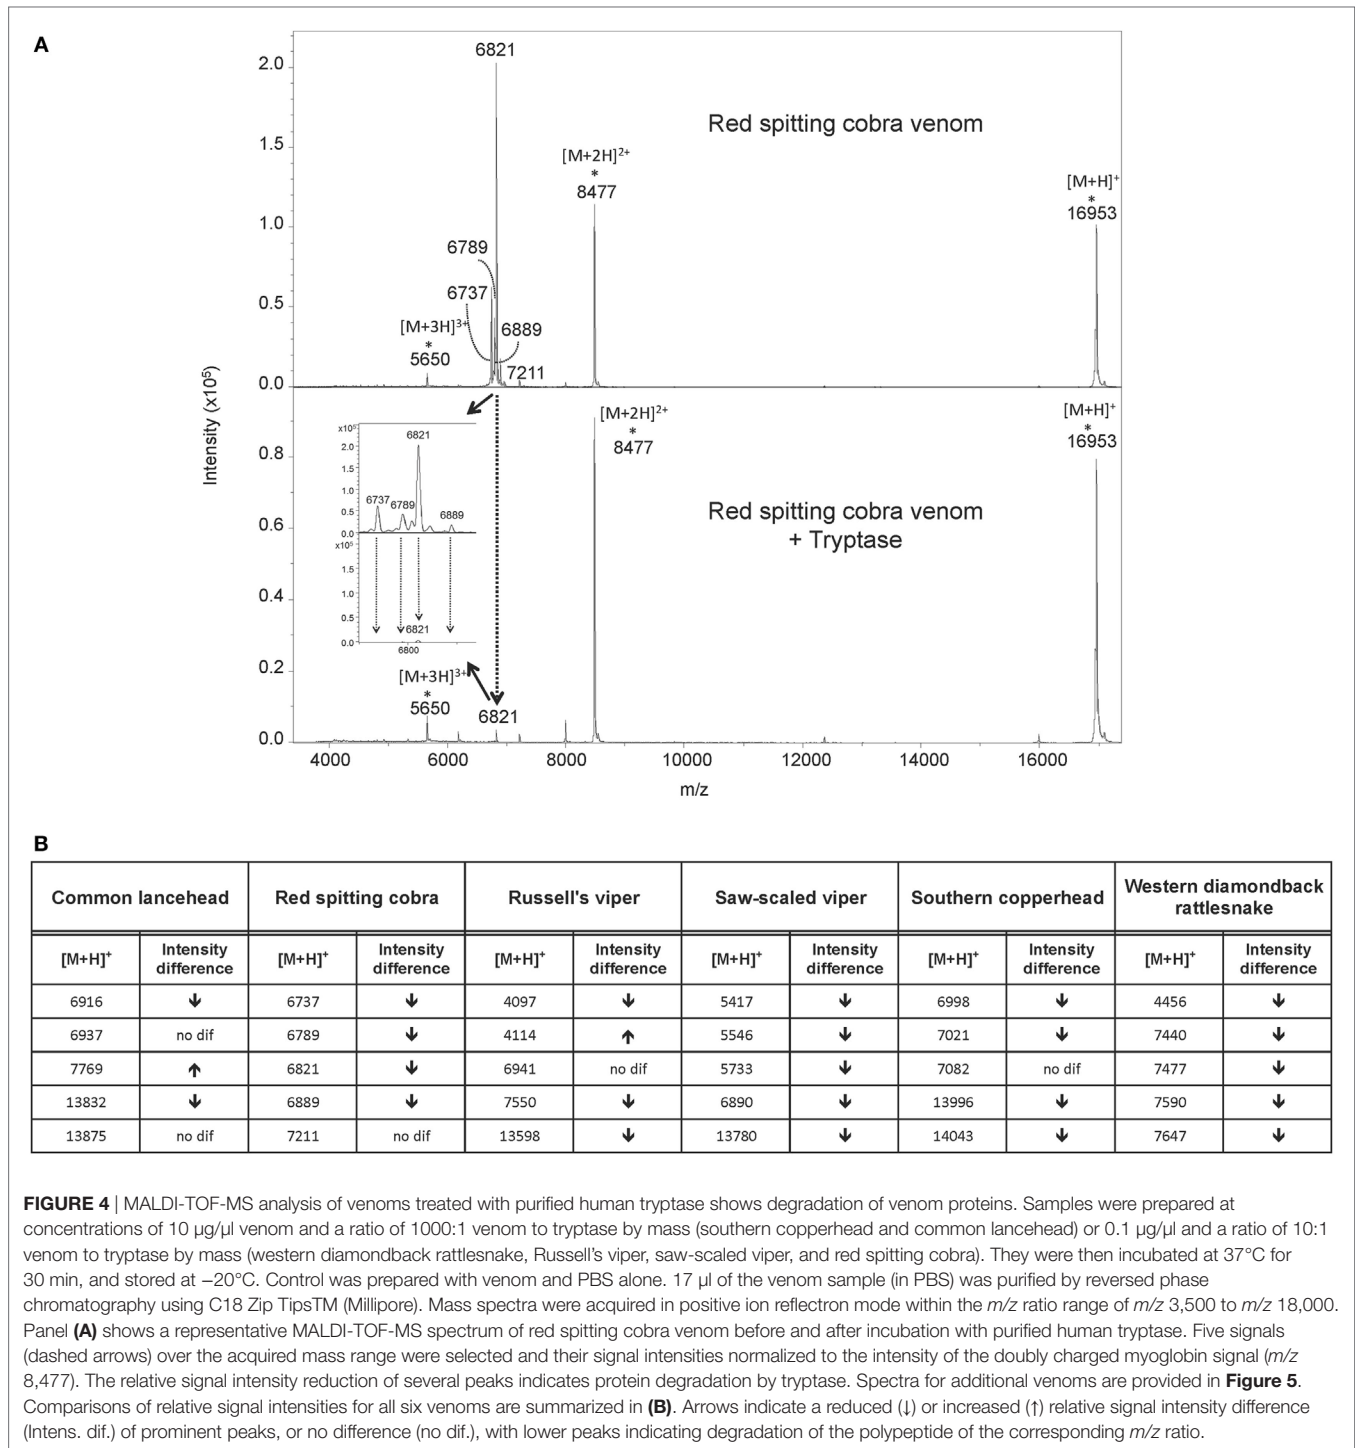 A
Intensity (x10⁵)
2.0
1.5
1.0
0.5
0.0
6821
Red spitting cobra venom
[M+2H]²⁺
*
8477
[M+H]⁺
*
16953
6789
6737
[M+3H]³⁺
*
5650
6889
7211
0.8
0.6
0.4
0.2
0.0
[M+2H]²⁺
*
8477
[M+H]⁺
*
16953
Red spitting cobra venom
+ Tryptase
x10⁵
2.0
1.5
1.0
0.5
0.0
6821
6737
6789
6889
x10⁵
1.5
1.0
0.5
0.0
6821
6800
[M+3H]³⁺
*
5650
6821
4000 6000 8000 10000 12000 14000 16000
m/z
B
Common lancehead Red spitting cobra Russell's viper Saw-scaled viper Southern copperhead Western diamondback rattlesnake
[M+H]⁺ Intensity difference [M+H]⁺ Intensity difference [M+H]⁺ Intensity difference [M+H]⁺ Intensity difference [M+H]⁺ Intensity difference [M+H]⁺ Intensity difference
6916 ↓ 6737 ↓ 4097 ↓ 5417 ↓ 6998 ↓ 4456 ↓
6937 no dif 6789 ↓ 4114 ↑ 5546 ↓ 7021 ↓ 7440 ↓
7769 ↑ 6821 ↓ 6941 no dif 5733 ↓ 7082 no dif 7477 ↓
13832 ↓ 6889 ↓ 7550 ↓ 6890 ↓ 13996 ↓ 7590 ↓
13875 no dif 7211 no dif 13598 ↓ 13780 ↓ 14043 ↓ 7647 ↓
FIGURE 4 | MALDI-TOF-MS analysis of venoms treated with purified human tryptase shows degradation of venom proteins. Samples were prepared at
concentrations of 10 µg/µl venom and a ratio of 1000:1 venom to tryptase by mass (southern copperhead and common lancehead) or 0.1 µg/µl and a ratio of 10:1
venom to tryptase by mass (western diamondback rattlesnake, Russell's viper, saw-scaled viper, and red spitting cobra). They were then incubated at 37°C for
30 min, and stored at −20°C. Control was prepared with venom and PBS alone. 17 µl of the venom sample (in PBS) was purified by reversed phase
chromatography using C18 Zip TipsTM (Millipore). Mass spectra were acquired in positive ion reflectron mode within the m/z ratio range of m/z 3,500 to m/z 18,000.
Panel (A) shows a representative MALDI-TOF-MS spectrum of red spitting cobra venom before and after incubation with purified human tryptase. Five signals
(dashed arrows) over the acquired mass range were selected and their signal intensities normalized to the intensity of the doubly charged myoglobin signal (m/z
8,477). The relative signal intensity reduction of several peaks indicates protein degradation by tryptase. Spectra for additional venoms are provided in Figure 5.
Comparisons of relative signal intensities for all six venoms are summarized in (B). Arrows indicate a reduced (↓) or increased (↑) relative signal intensity difference
(Intens. dif.) of prominent peaks, or no difference (no dif.), with lower peaks indicating degradation of the polypeptide of the corresponding m/z ratio.